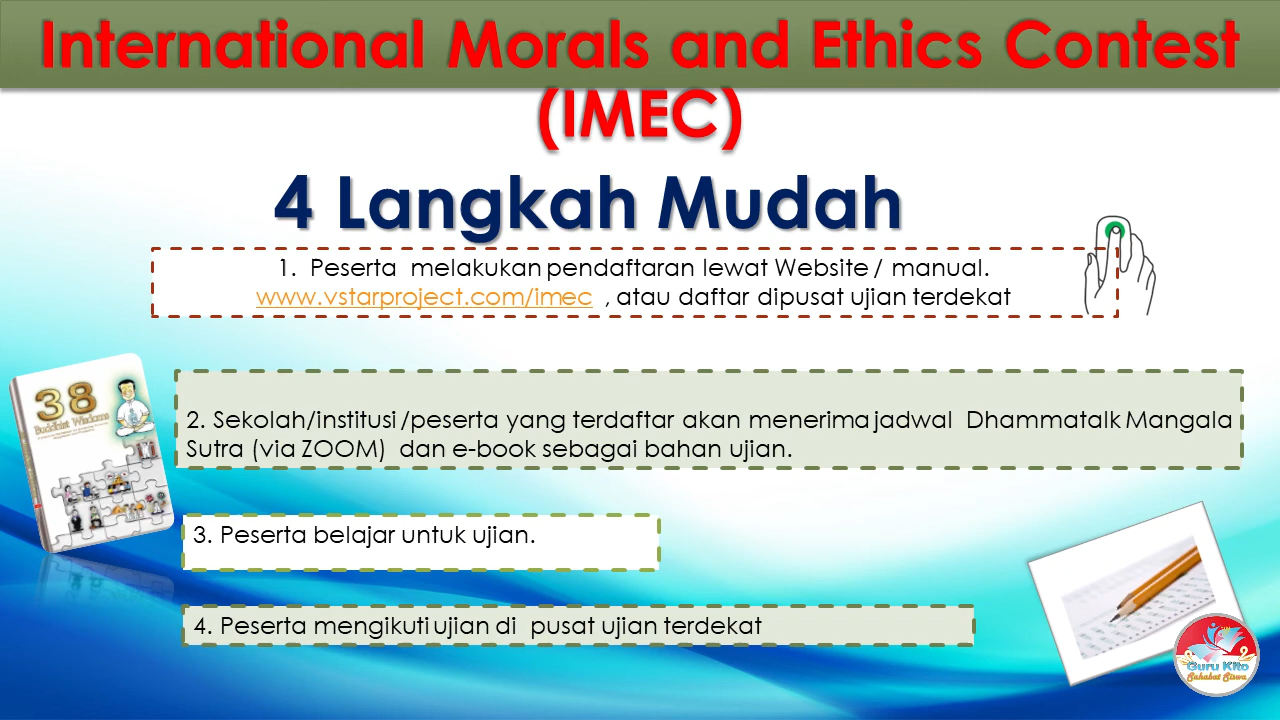 International Morals and Ethics Contest
(IMEC)
4 Langkah Mudah
1. Peserta melakukan pendaftaran lewat Website / manual.
www.vstarproject.com/imec , atau daftar dipusat ujian terdekat
38
Buddhist Wisdoms
2. Sekolah/institusi /peserta yang terdaftar akan menerima jadwal Dhammatalk Mangala
Sutra (via ZOOM) dan e-book sebagai bahan ujian.
3. Peserta belajar untuk ujian.
4. Peserta mengikuti ujian di pusat ujian terdekat
Guru Kito
Sahabat Siswa